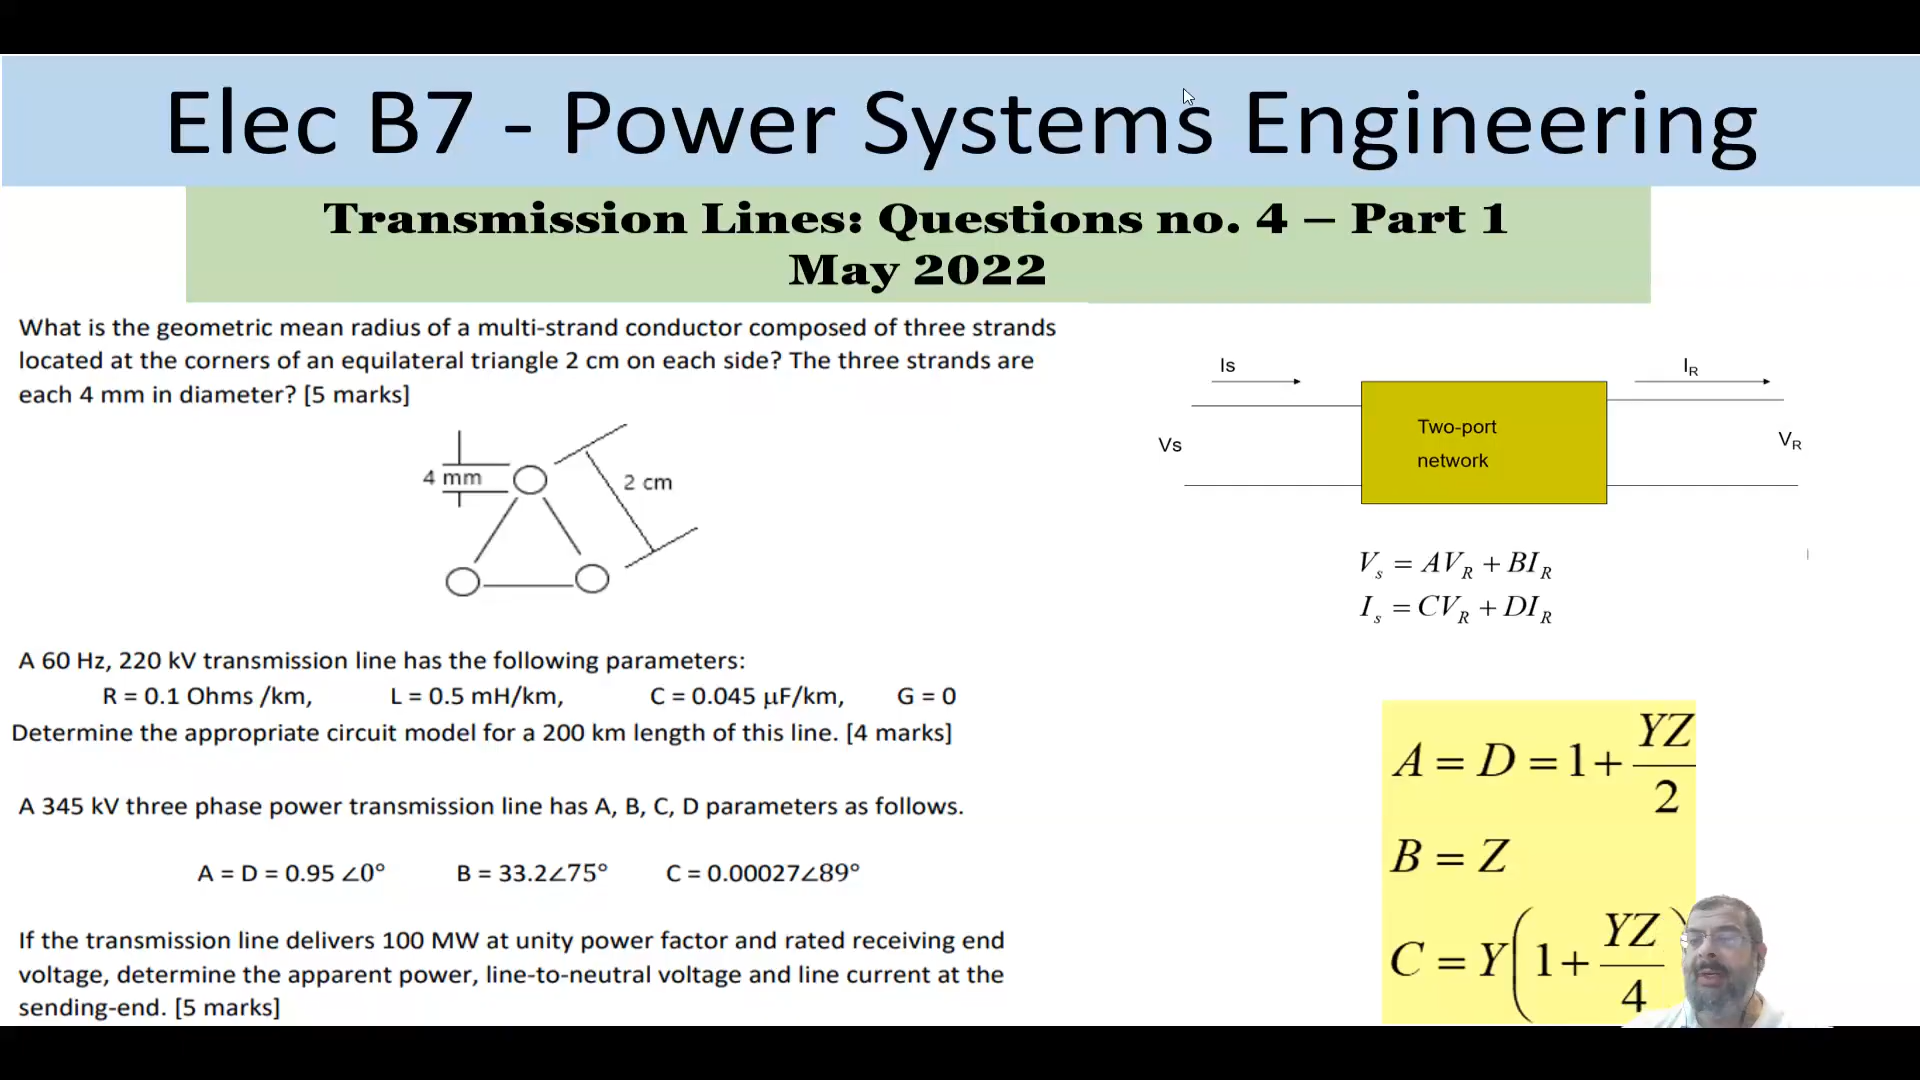 Elec B7 - Power Systems Engineering
Transmission Lines: Questions no. 4 – Part 1
May 2022
What is the geometric mean radius of a multi-strand conductor composed of three strands
located at the corners of an equilateral triangle 2 cm on each side? The three strands are
each 4 mm in diameter? [5 marks]
4 mm
2 cm
A 60 Hz, 220 kV transmission line has the following parameters:
R = 0.1 Ohms /km, L = 0.5 mH/km, C = 0.045 μF/km, G = 0
Determine the appropriate circuit model for a 200 km length of this line. [4 marks]
A 345 kV three phase power transmission line has A, B, C, D parameters as follows.
A = D = 0.95 ∠0° B = 33.2∠75° C = 0.00027∠89°
If the transmission line delivers 100 MW at unity power factor and rated receiving end
voltage, determine the apparent power, line-to-neutral voltage and line current at the
sending-end. [5 marks]
Is
I_R
Vs
Two-port
network
V_R
V_s = AV_R + BI_R
I_s = CV_R + DI_R
A = D = 1 + YZ/2
B = Z
C = Y(1 + YZ/4)